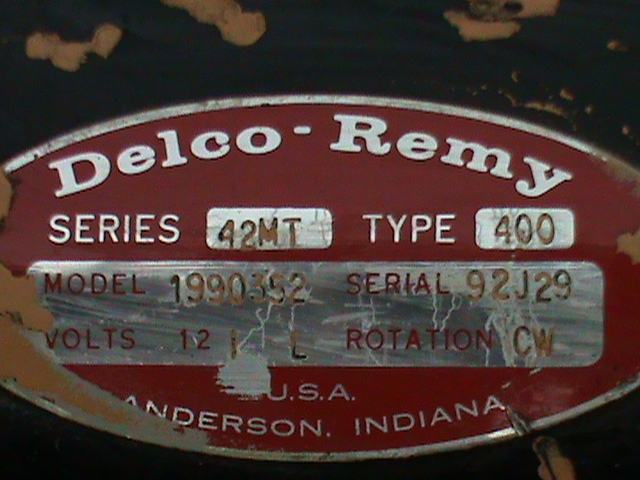 Delco-Remy
SERIES 42MT TYPE 400
MODEL 1990352 SERIAL 92J29
VOLTS 12 L ROTATION CW
U.S.A.
ANDERSON, INDIANA